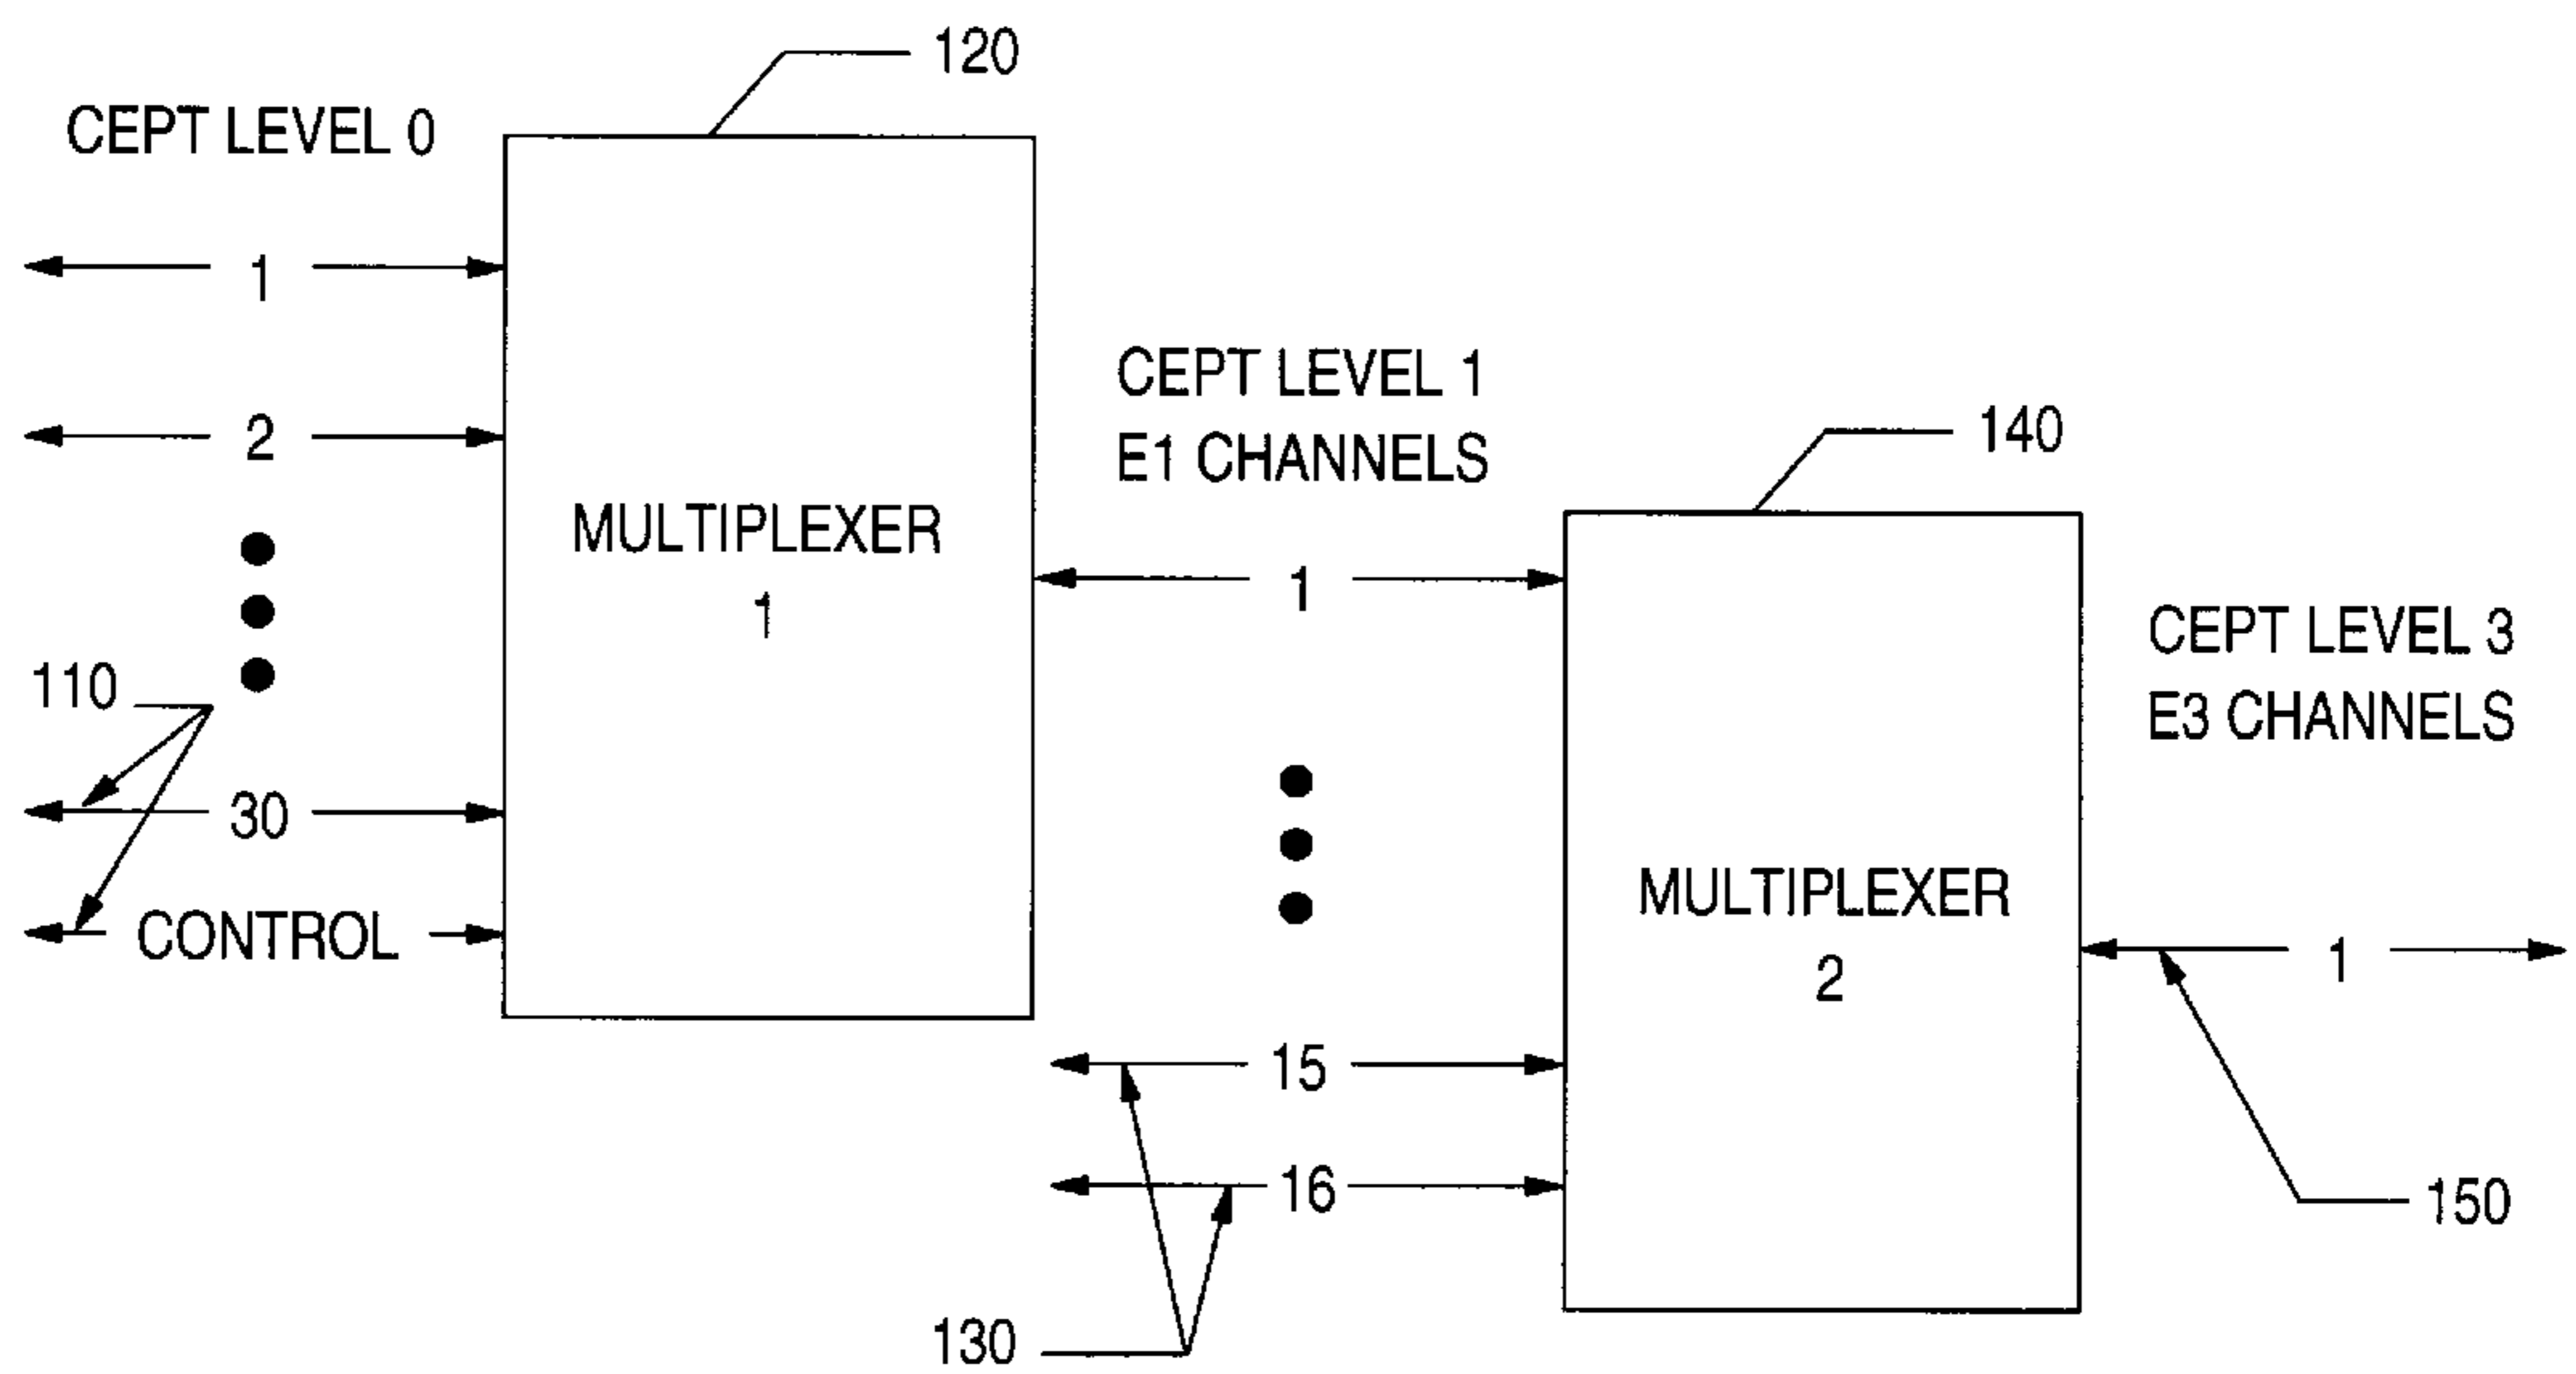 120
CEPT LEVEL 0
1
2
110
30
CONTROL
MULTIPLEXER
1
CEPT LEVEL 1
E1 CHANNELS
1
15
16
130
140
MULTIPLEXER
2
CEPT LEVEL 3
E3 CHANNELS
1
150